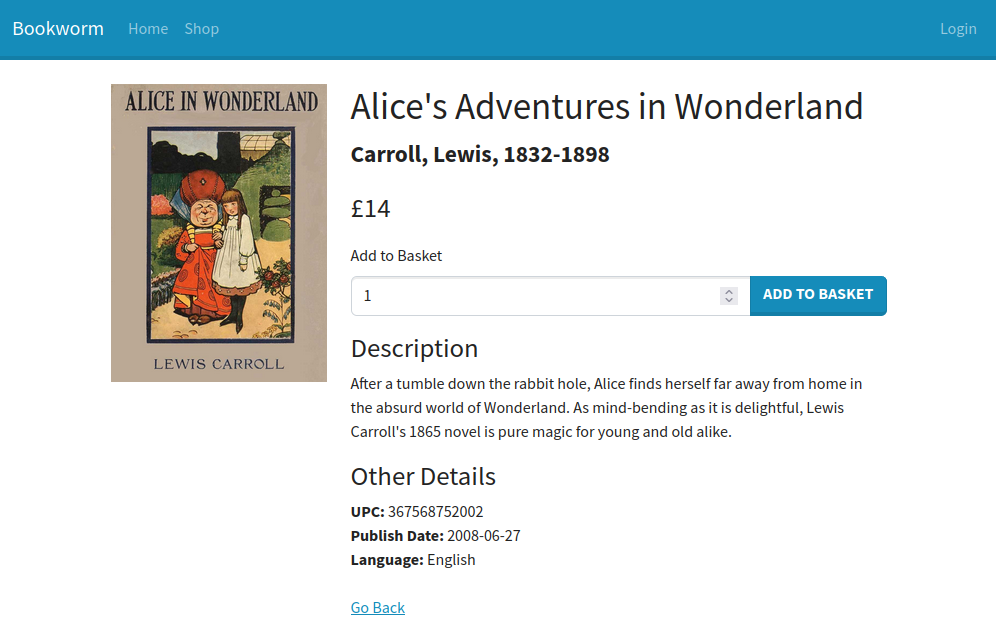 Bookworm Home Shop Login
ALICE IN WONDERLAND
LEWIS CARROLL
Alice's Adventures in Wonderland
Carroll, Lewis, 1832-1898
£14
Add to Basket
1 ADD TO BASKET
Description
After a tumble down the rabbit hole, Alice finds herself far away from home in
the absurd world of Wonderland. As mind-bending as it is delightful, Lewis
Carroll's 1865 novel is pure magic for young and old alike.
Other Details
UPC: 367568752002
Publish Date: 2008-06-27
Language: English
Go Back